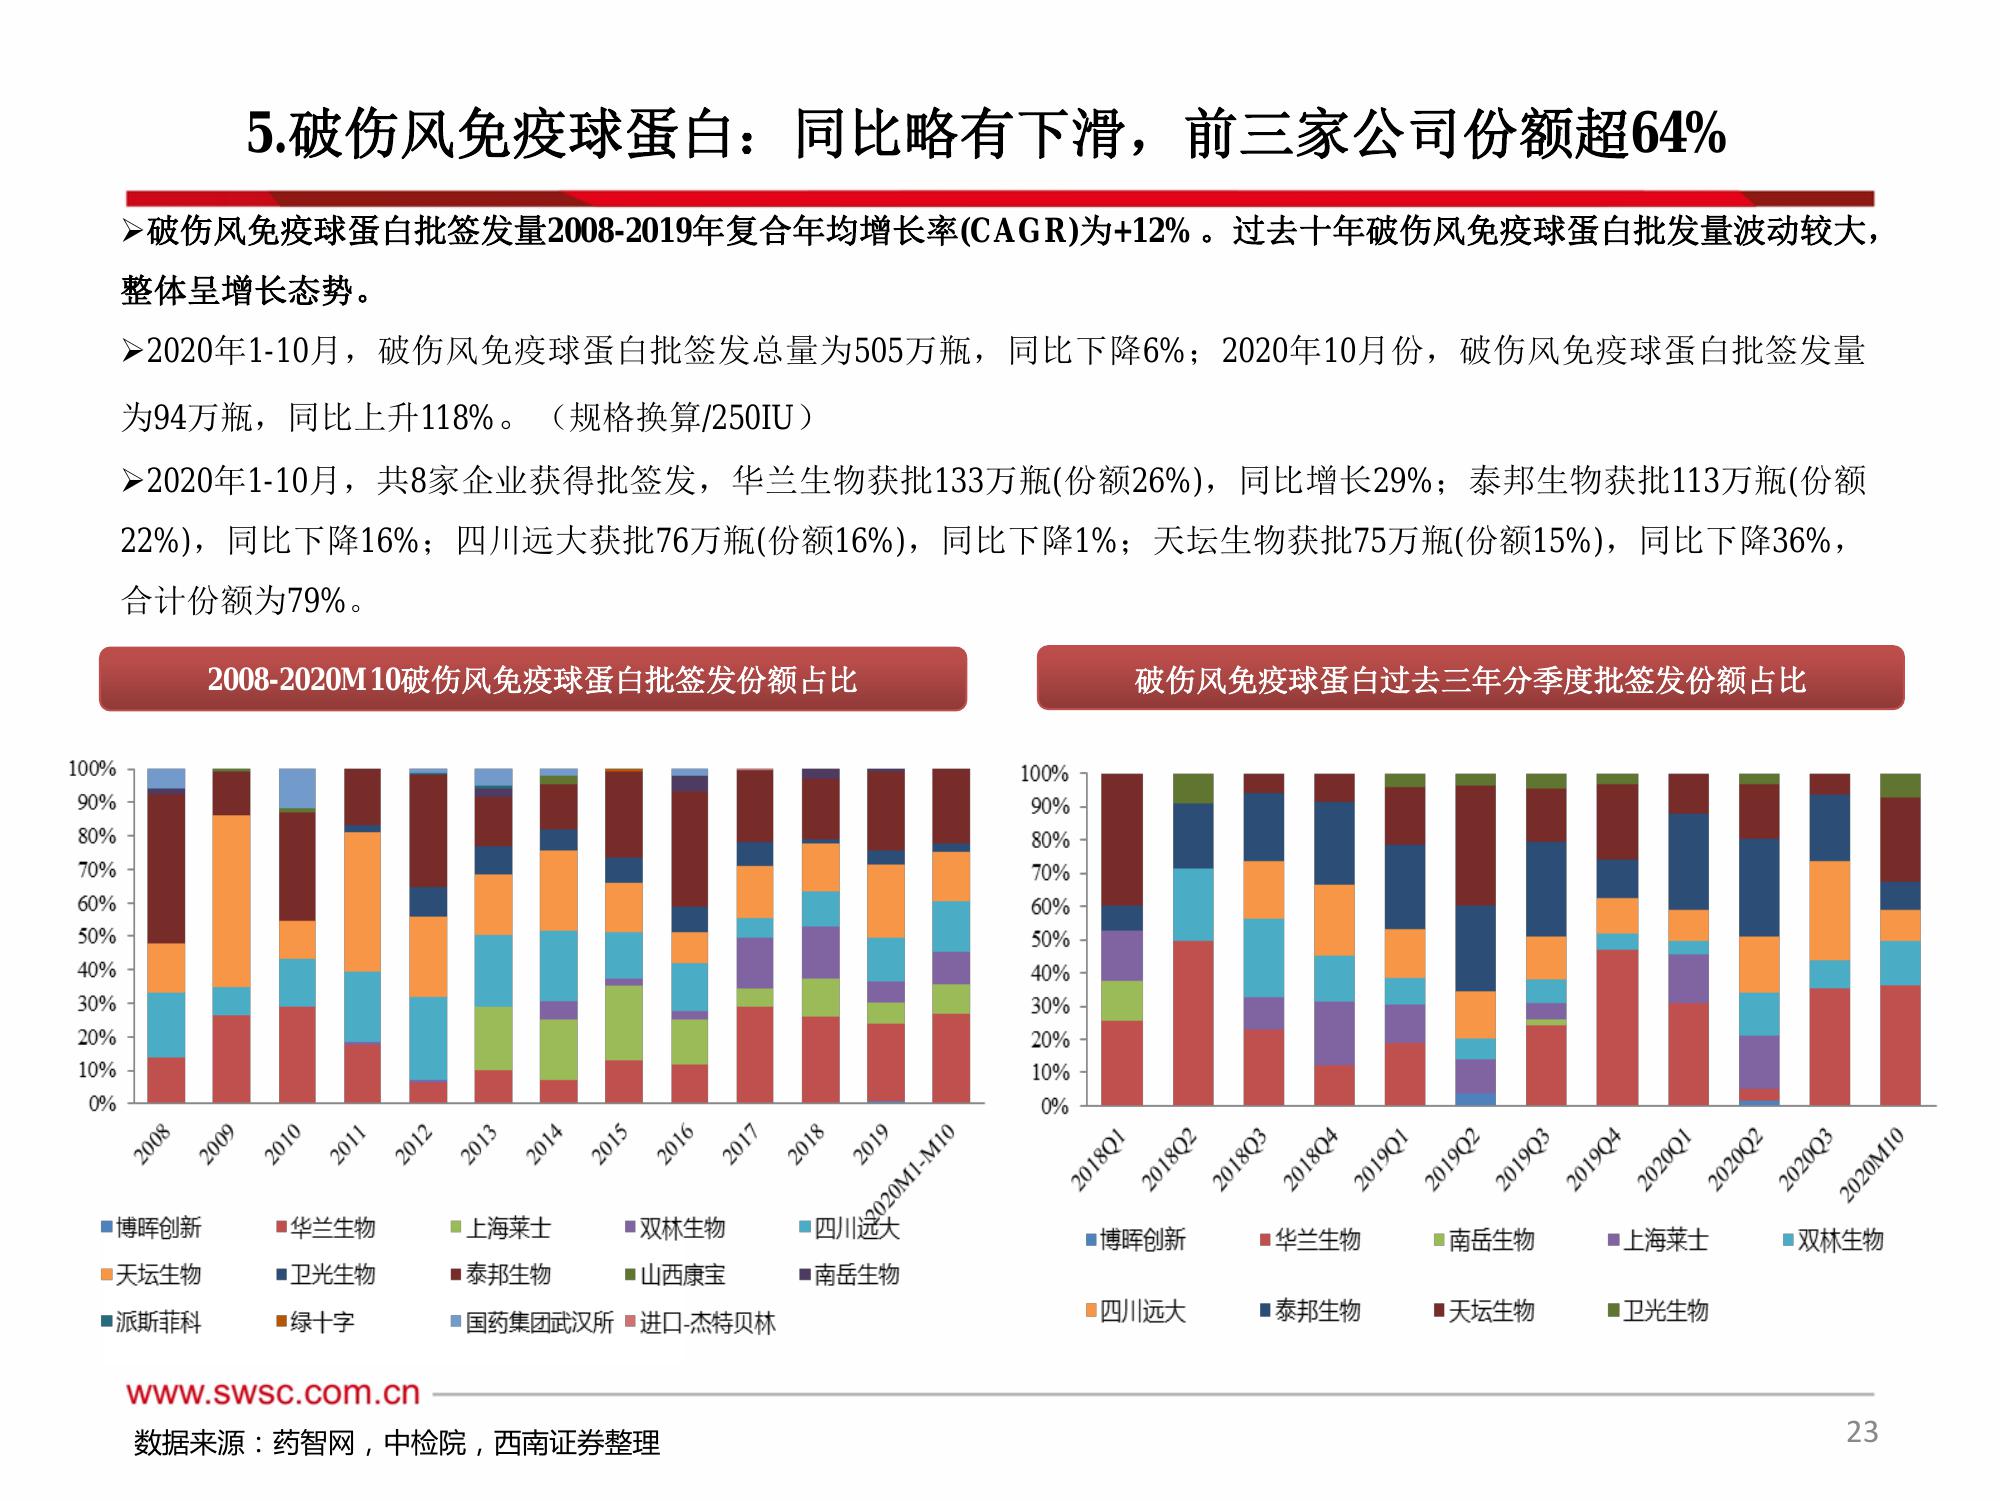 5.破伤风免疫球蛋白：同比略有下滑，前三家公司份额超64%
➢破伤风免疫球蛋白批签发量2008-2019年复合年均增长率(CAGR)为+12% 。过去十年破伤风免疫球蛋白批发量波动较大，
整体呈增长态势。
➢2020年1-10月，破伤风免疫球蛋白批签发总量为505万瓶，同比下降6%；2020年10月份，破伤风免疫球蛋白批签发量
为94万瓶，同比上升118%。（规格换算/250IU）
➢2020年1-10月，共8家企业获得批签发，华兰生物获批133万瓶(份额26%)，同比增长29%；泰邦生物获批113万瓶(份额
22%)，同比下降16%；四川远大获批76万瓶(份额16%)，同比下降1%；天坛生物获批75万瓶(份额15%)，同比下降36%，
合计份额为79%。
2008-2020M10破伤风免疫球蛋白批签发份额占比
100%
90%
80%
70%
60%
50%
40%
30%
20%
10%
0%
2008 2009 2010 2011 2012 2013 2014 2015 2016 2017 2018 2019 2020M1-M10
博晖创新 华兰生物 上海莱士 双林生物 四川远大
天坛生物 卫光生物 泰邦生物 山西康宝 南岳生物
派斯菲科 绿十字 国药集团武汉所 进口-杰特贝林
破伤风免疫球蛋白过去三年分季度批签发份额占比
100%
90%
80%
70%
60%
50%
40%
30%
20%
10%
0%
2018Q1 2018Q2 2018Q3 2018Q4 2019Q1 2019Q2 2019Q3 2019Q4 2020Q1 2020Q2 2020Q3 2020M10
博晖创新 华兰生物 南岳生物 上海莱士 双林生物
四川远大 泰邦生物 天坛生物 卫光生物
www.swsc.com.cn
数据来源：药智网，中检院，西南证券整理
23